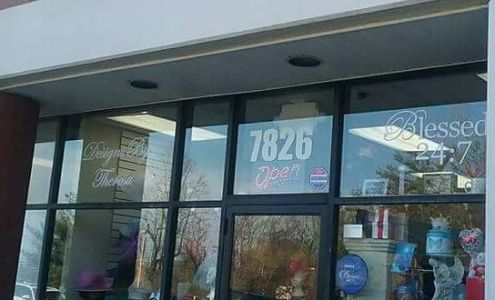 Designs By
Theresa
7826
Open
Blessed
24:7